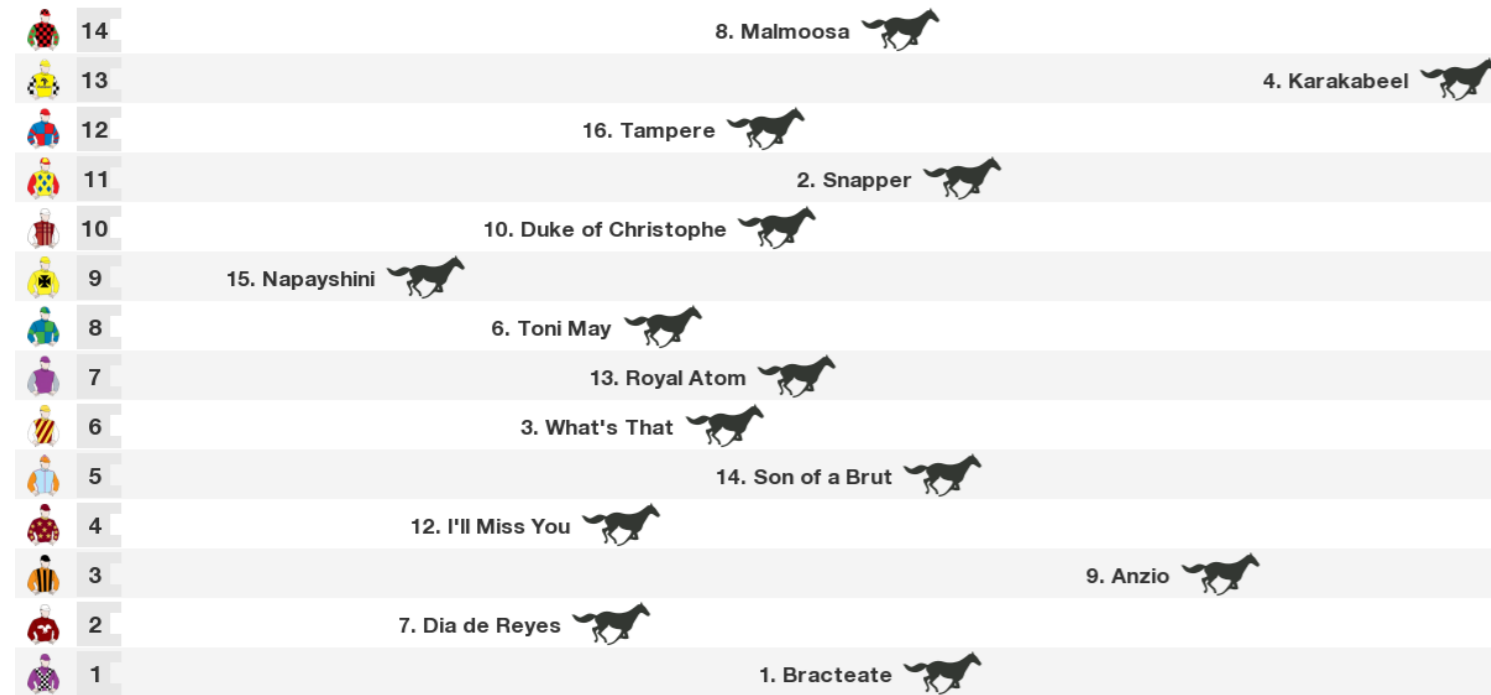 14 8. Malmoosa
13 4. Karakabeel
12 16. Tampere
11 2. Snapper
10 10. Duke of Christophe
9 15. Napayshini
8 6. Toni May
7 13. Royal Atom
6 3. What's That
5 14. Son of a Brut
4 12. I'll Miss You
3 9. Anzio
2 7. Dia de Reyes
1 1. Bracteate